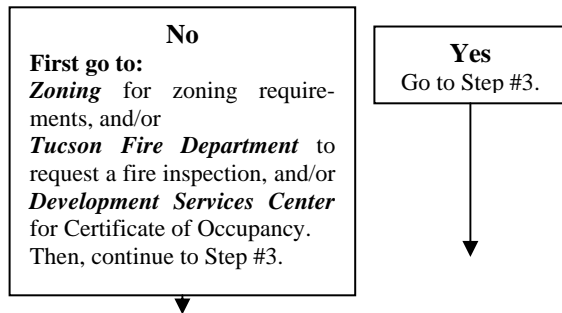 No
First go to:
Zoning for zoning require-
ments, and/or
Tucson Fire Department to
request a fire inspection, and/or
Development Services Center
for Certificate of Occupancy.
Then, continue to Step #3.
Yes
Go to Step #3.